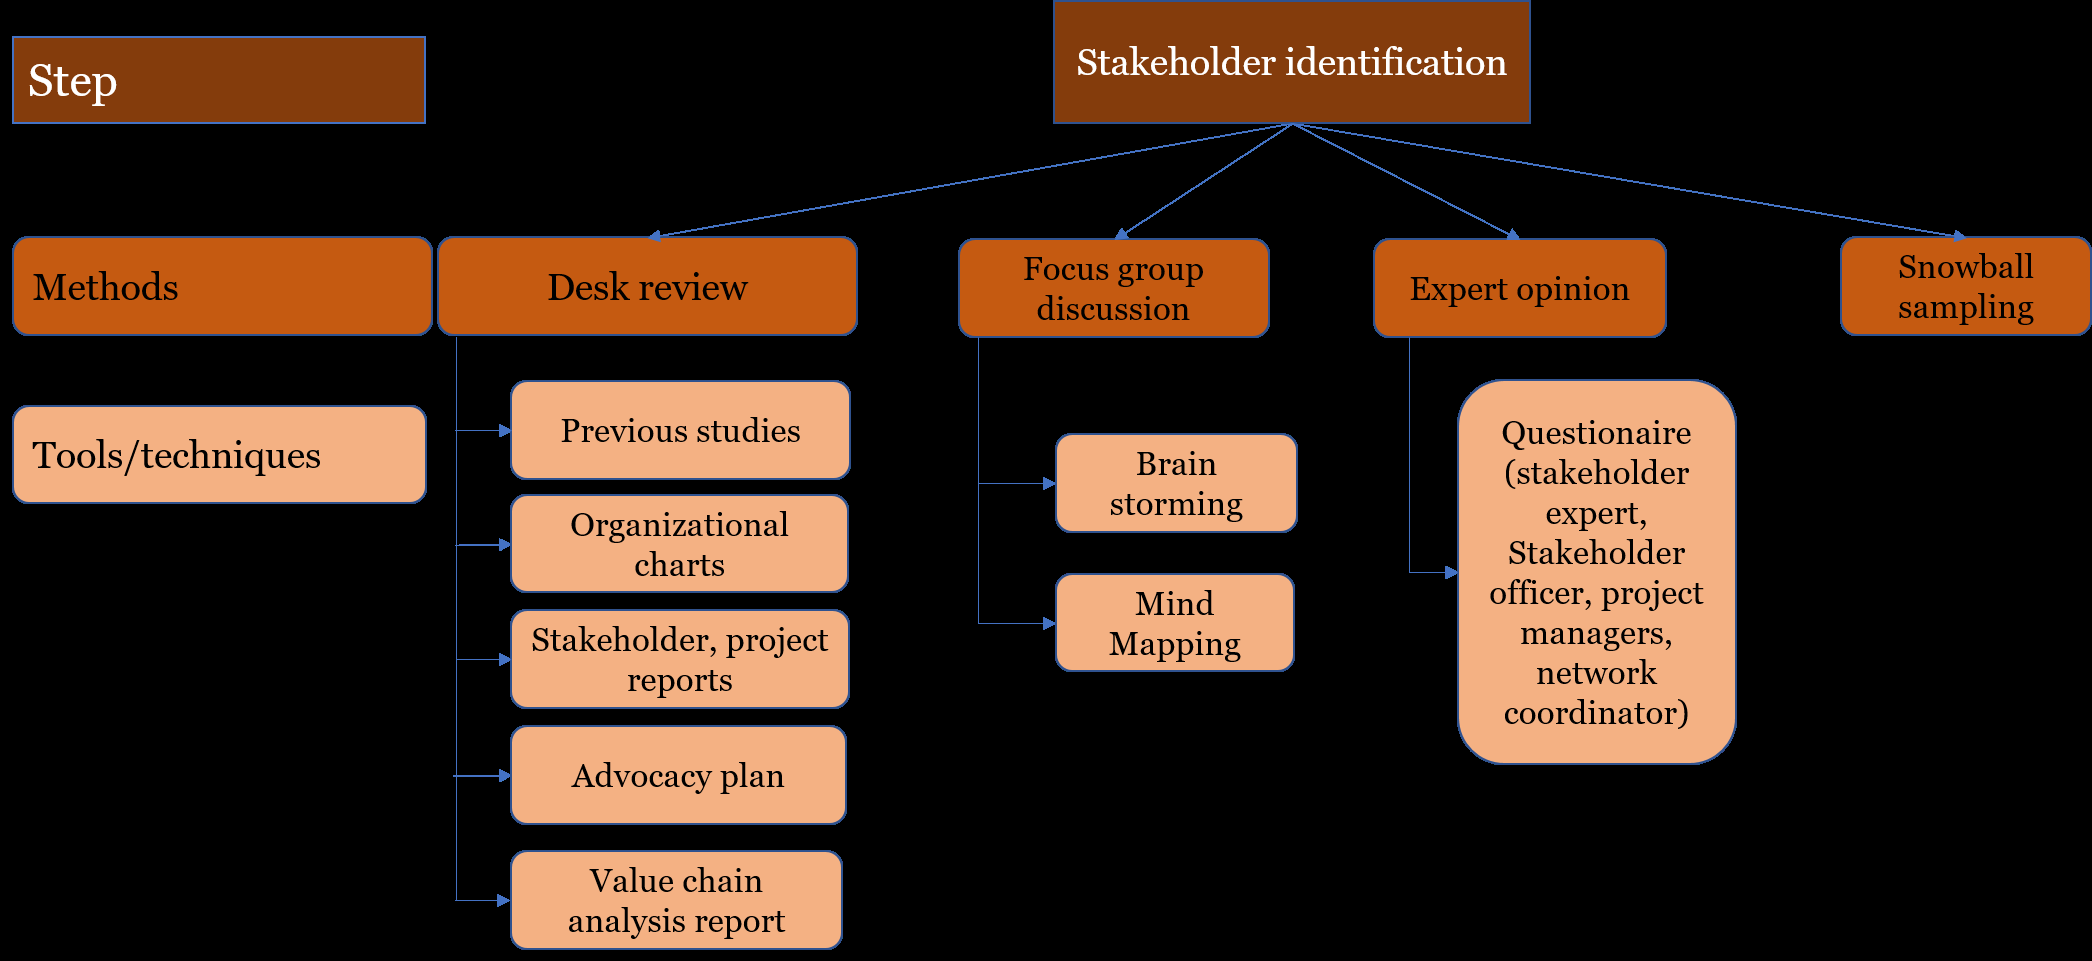 Step
Stakeholder identification
Methods
Desk review
Focus group
discussion
Expert opinion
Snowball
sampling
Tools/techniques
Previous studies
Organizational
charts
Stakeholder, project
reports
Advocacy plan
Value chain
analysis report
Brain
storming
Mind
Mapping
Questionaire
(stakeholder
expert,
Stakeholder
officer, project
managers,
network
coordinator)